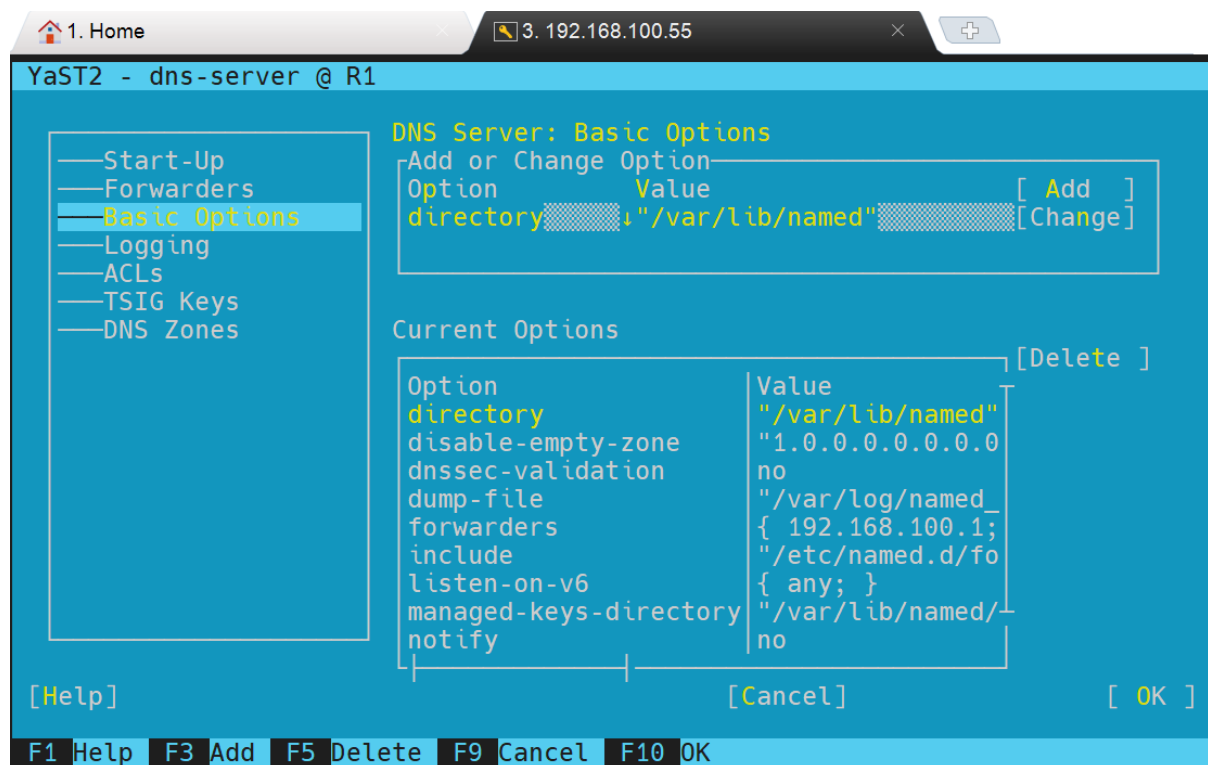 1. Home
3. 192.168.100.55
YaST2 - dns-server @ R1
Start-Up
Forwarders
Basic Options
Logging
ACLs
TSIG Keys
DNS Zones
DNS Server: Basic Options
Add or Change Option
Option Value [ Add ]
directory ↓"/var/lib/named" [Change]
Current Options
[Delete ]
Option Value
directory "/var/lib/named"
disable-empty-zone "1.0.0.0.0.0.0.0
dnssec-validation no
dump-file "/var/log/named_
forwarders { 192.168.100.1;
include "/etc/named.d/fo
listen-on-v6 { any; }
managed-keys-directory "/var/lib/named/
notify no
[Help] [Cancel] [ OK ]
F1 Help F3 Add F5 Delete F9 Cancel F10 OK